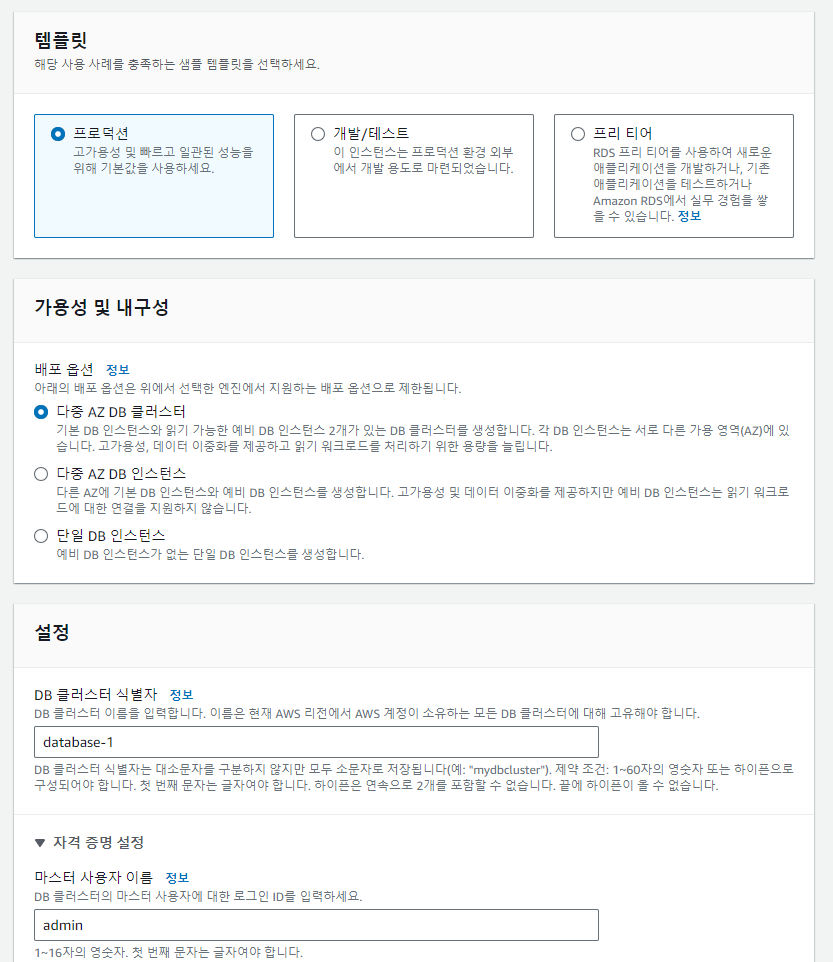 템플릿
해당 사용 사례를 충족하는 샘플 템플릿을 선택하세요.
프로덕션
고가용성 및 빠르고 일관된 성능을
위해 기본값을 사용하세요.
개발/테스트
이 인스턴스는 프로덕션 환경 외부
에서 개발 용도로 마련되었습니다.
프리 티어
RDS 프리 티어를 사용하여 새로운
애플리케이션을 개발하거나, 기존
애플리케이션을 테스트하거나
Amazon RDS에서 실무 경험을 쌓
을 수 있습니다. 정보
가용성 및 내구성
배포 옵션 정보
아래의 배포 옵션은 위에서 선택한 엔진에서 지원하는 배포 옵션으로 제한됩니다.
다중 AZ DB 클러스터
기본 DB 인스턴스와 읽기 가능한 예비 DB 인스턴스 2개가 있는 DB 클러스터를 생성합니다. 각 DB 인스턴스는 서로 다른 가용 영역(AZ)에 있
습니다. 고가용성, 데이터 이중화를 제공하고 읽기 워크로드를 처리하기 위한 용량을 늘립니다.
다중 AZ DB 인스턴스
다른 AZ에 기본 DB 인스턴스와 예비 DB 인스턴스를 생성합니다. 고가용성 및 데이터 이중화를 제공하지만 예비 DB 인스턴스는 읽기 워크로
드에 대한 연결을 지원하지 않습니다.
단일 DB 인스턴스
예비 DB 인스턴스가 없는 단일 DB 인스턴스를 생성합니다.
설정
DB 클러스터 식별자 정보
DB 클러스터 이름을 입력합니다. 이름은 현재 AWS 리전에서 AWS 계정이 소유하는 모든 DB 클러스터에 대해 고유해야 합니다.
database-1
DB 클러스터 식별자는 대소문자를 구분하지 않지만 모두 소문자로 저장됩니다(예: "mydbcluster"). 제약 조건: 1~60자의 영숫자 또는 하이픈으로
구성되어야 합니다. 첫 번째 문자는 글자여야 합니다. 하이픈은 연속으로 2개를 포함할 수 없습니다. 끝에 하이픈이 올 수 없습니다.
▼ 자격 증명 설정
마스터 사용자 이름 정보
DB 클러스터의 마스터 사용자에 대한 로그인 ID를 입력하세요.
admin
1~16자의 영숫자. 첫 번째 문자는 글자여야 합니다.